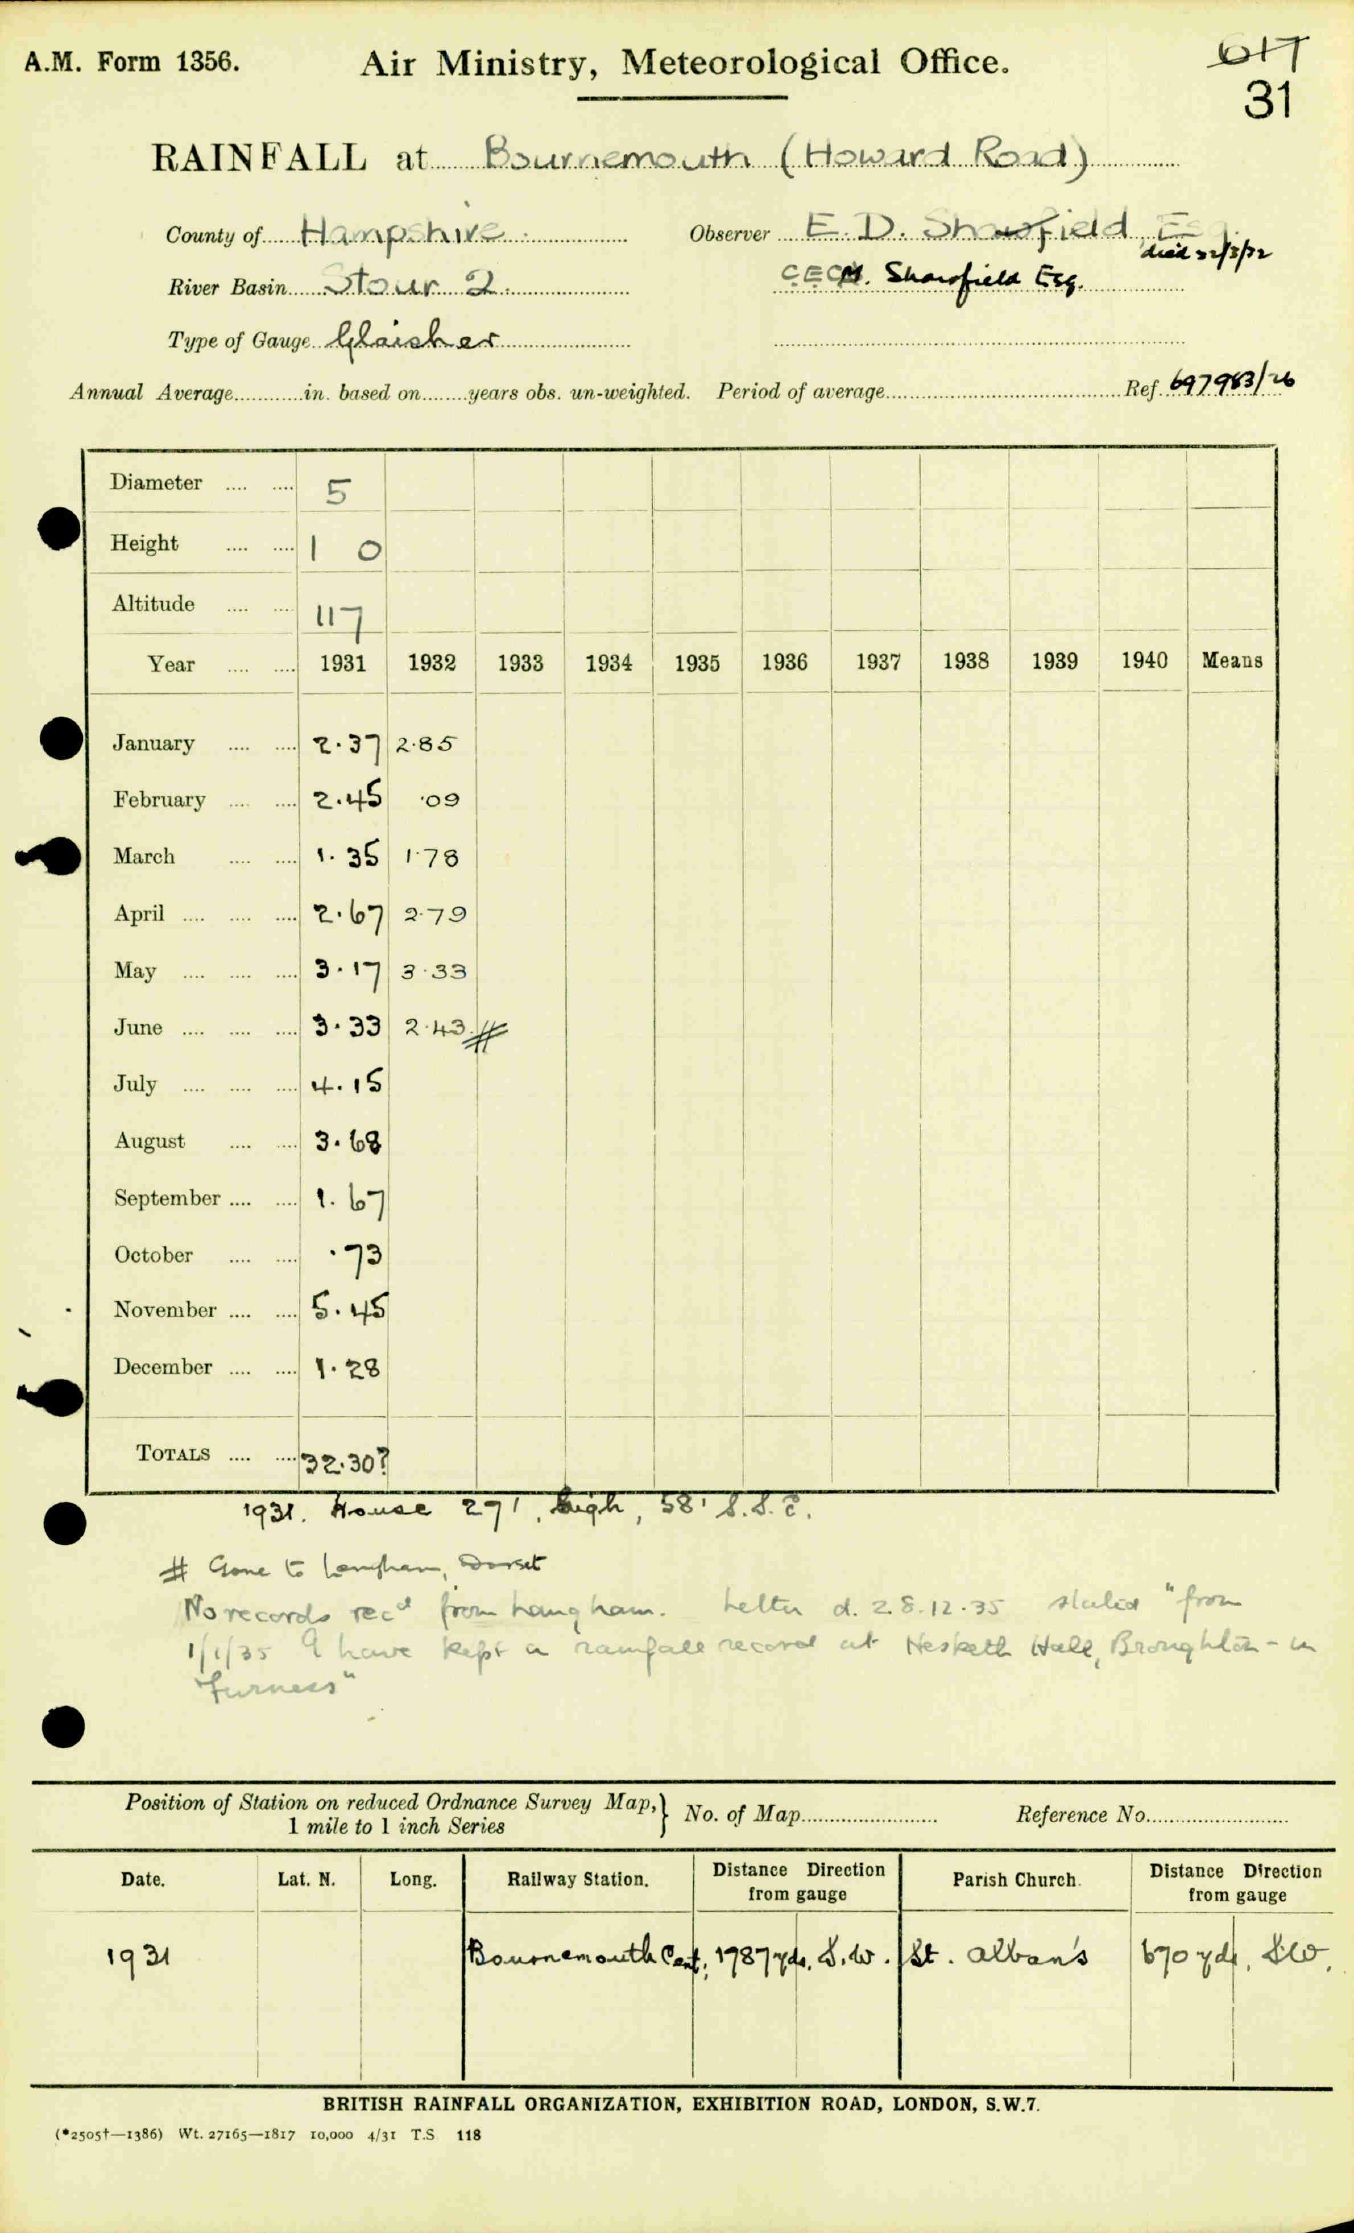 A.M. Form 1356. Air Ministry, Meteorological Office. 617
31
RAINFALL at Bournemouth (Howard Road)
County of Hampshire Observer E. D. Shawfield, Esq.
died 22/3/32
River Basin Stour 2. M. Shawfield Esq.
Type of Gauge Glaisher
Annual Average in. based on years obs. un-weighted. Period of average Ref. 697983/26
Diameter 5
Height 1 0
Altitude 117
Year 1931 1932 1933 1934 1935 1936 1937 1938 1939 1940 Means
January 2.37 2.85
February 2.45 .09
March 1.35 1.78
April 2.67 2.79
May 3.17 3.33
June 3.33 2.43 #
July 4.15
August 3.68
September 1.67
October .73
November 5.45
December 1.28
TOTALS 32.30?
1931. House 27', high, 58' S.S.E.
# Gone to Longham, Dorset
No records recd from Longham. Letter d. 28.12.35 stated "from
1/1/35 I have kept a rainfall record at Hesketh Hall, Broughton-in
Furness"
Position of Station on reduced Ordnance Survey Map,} No. of Map Reference No.
1 mile to 1 inch Series
Date. Lat. N. Long. Railway Station. Distance Direction from gauge Parish Church. Distance Direction from gauge
1931 Bournemouth Cent. 1787 yds. S.W. St. Alban's 670 yds. SW.
BRITISH RAINFALL ORGANIZATION, EXHIBITION ROAD, LONDON, S.W.7.
(*2505†—1386) Wt. 27165—1817 10,000 4/31 T.S. 118